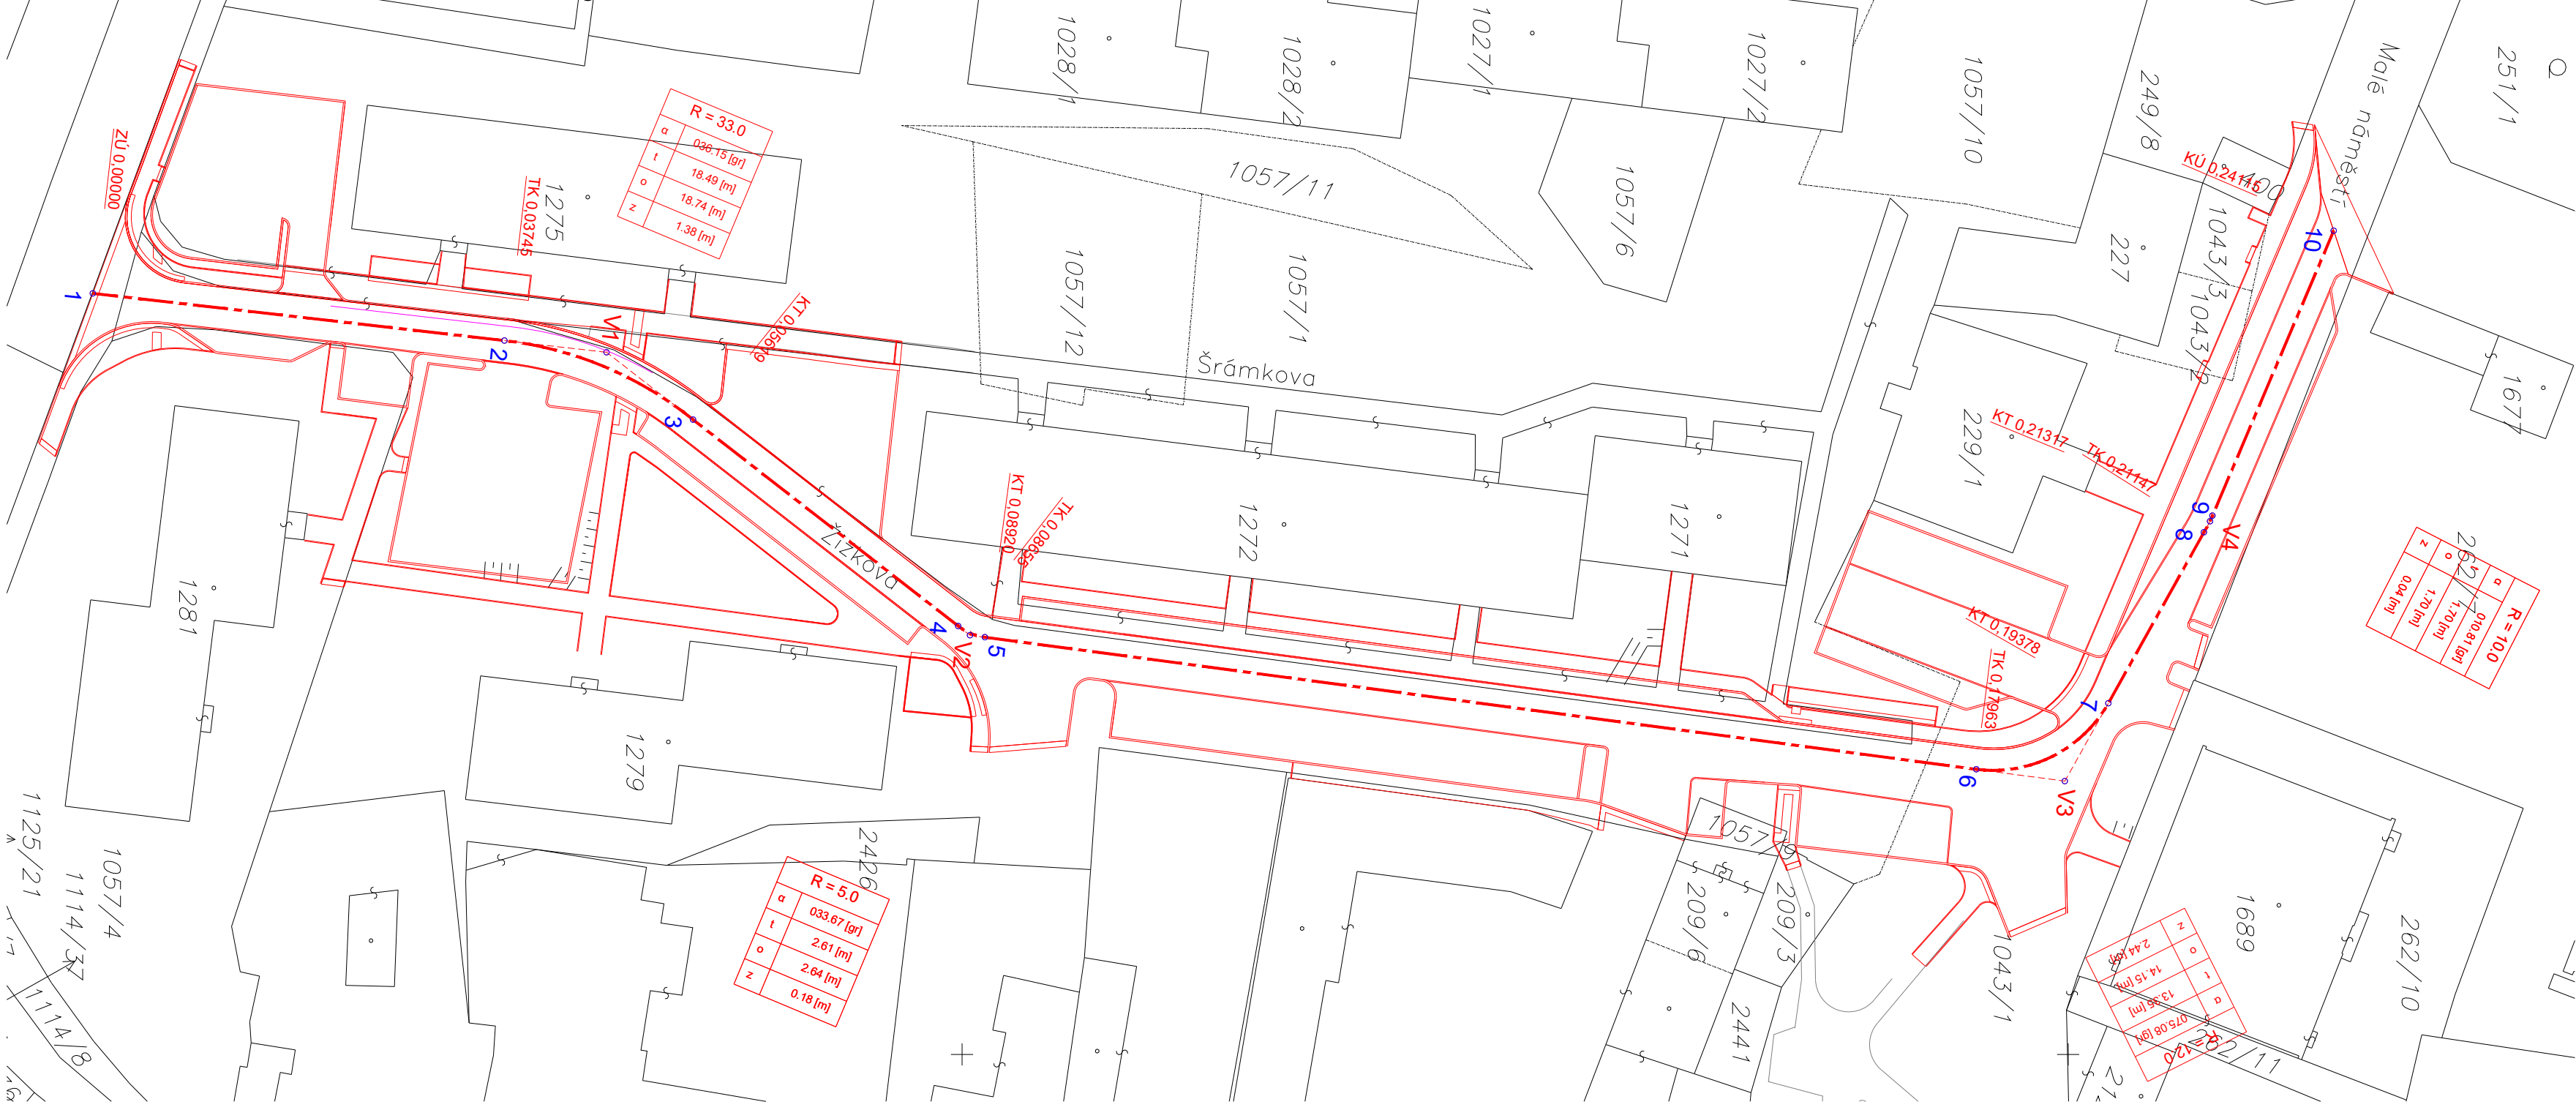 1028/1
1028/2
1027/1
1027/2
1057/10
249/8
Malé náměstí
251/1
ZÚ 0,00000
TK 0,03745
1275
R = 33.0
α 036.15 [gr]
t 18.49 [m]
o 18.74 [m]
z 1.38 [m]
KT 0,05619
1057/11
1057/12
1057/1
1057/6
Šrámkova
227
400
KÚ 0,24115
1043/3
1043/2
10
1
2
V1
3
Žižkova
4
V2
5
KT 0,08920
TK 0,08655
1272
1271
229/1
KT 0,21317
TK 0,21147
9
8
V4
1677
262/7
R = 10.0
α 010.81 [gr]
t 1.70 [m]
o 1.70 [m]
z 0.04 [m]
KT 0,19378
TK 0,17963
7
6
V3
1281
1279
2426
R = 5.0
α 033.67 [gr]
t 2.61 [m]
o 2.64 [m]
z 0.18 [m]
1057/9
209/6
209/3
2441
1043/1
1689
262/10
262/11
R = 12.0
α 075.08 [gr]
t 13.35 [m]
o 14.15 [m]
z 2.44 [m]
1125/21
1057/4
1114/37
1114/8